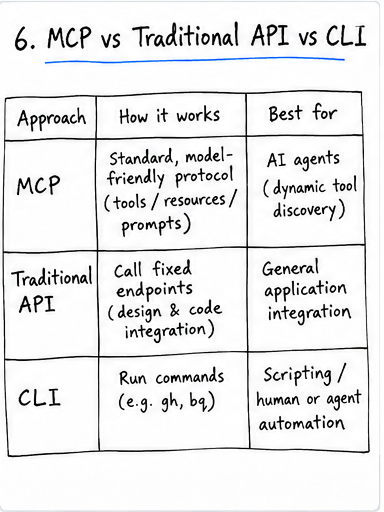 6. MCP vs Traditional API vs CLI
Approach
How it works
Best for
MCP
Standard, model-
friendly protocol
(tools / resources /
prompts)
AI agents
(dynamic tool
discovery)
Traditional
API
Call fixed
endpoints
(design & code
integration)
General
application
integration
CLI
Run commands
(e.g. gh, bq)
Scripting /
human or agent
automation